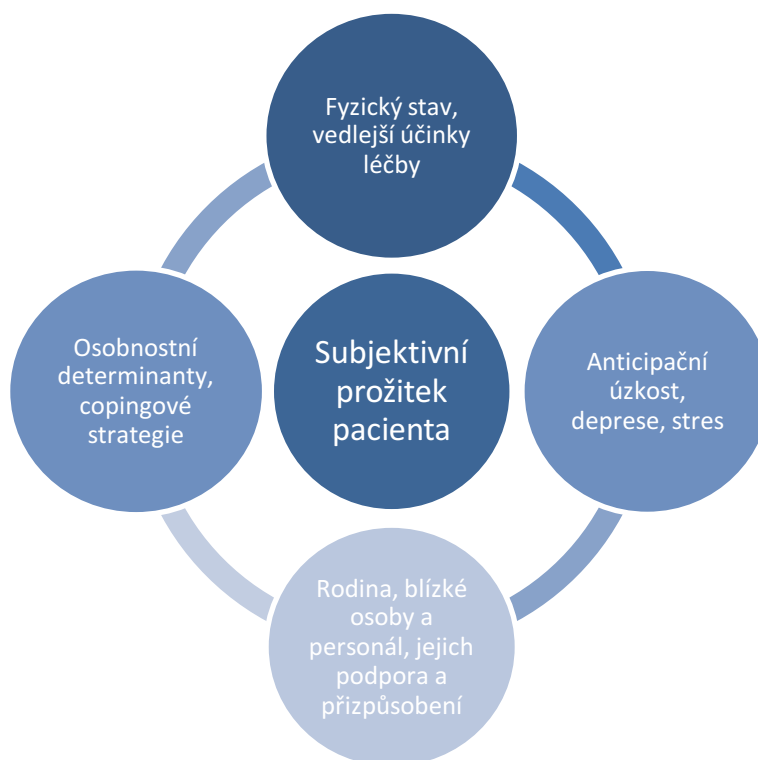 Fyzický stav,
vedlejší účinky
léčby
Osobnostní
determinanty,
copingové
strategie
Subjektivní
prožitek
pacienta
Anticipační
úzkost,
deprese, stres
Rodina, blízké
osoby a
personál, jejich
podpora a
přizpůsobení